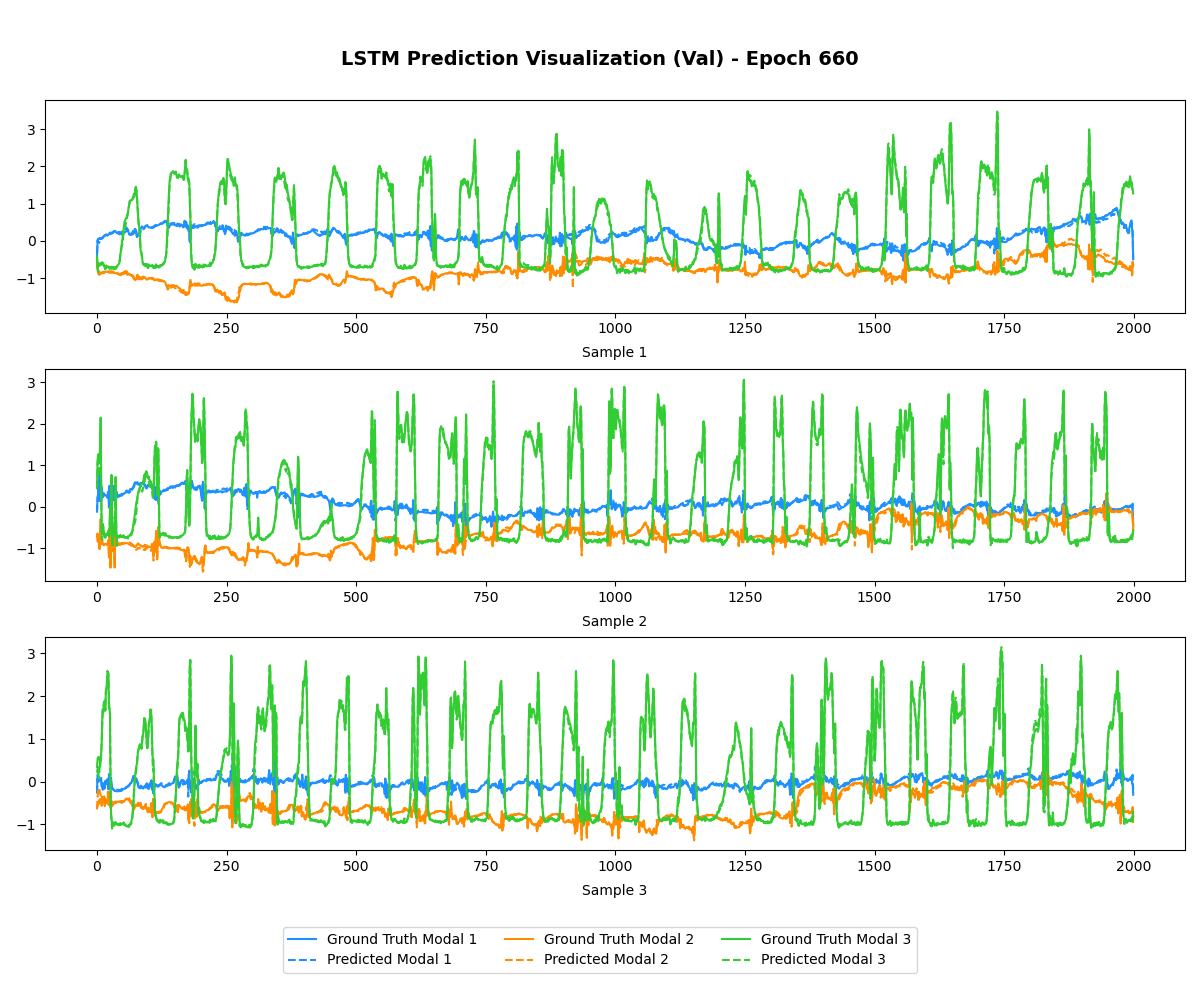 LSTM Prediction Visualization (Val) - Epoch 660
3
2
1
0
−1
0 250 500 750 1000 1250 1500 1750 2000
Sample 1
3
2
1
0
−1
0 250 500 750 1000 1250 1500 1750 2000
Sample 2
3
2
1
0
−1
0 250 500 750 1000 1250 1500 1750 2000
Sample 3
Ground Truth Modal 1 Ground Truth Modal 2 Ground Truth Modal 3
Predicted Modal 1 Predicted Modal 2 Predicted Modal 3